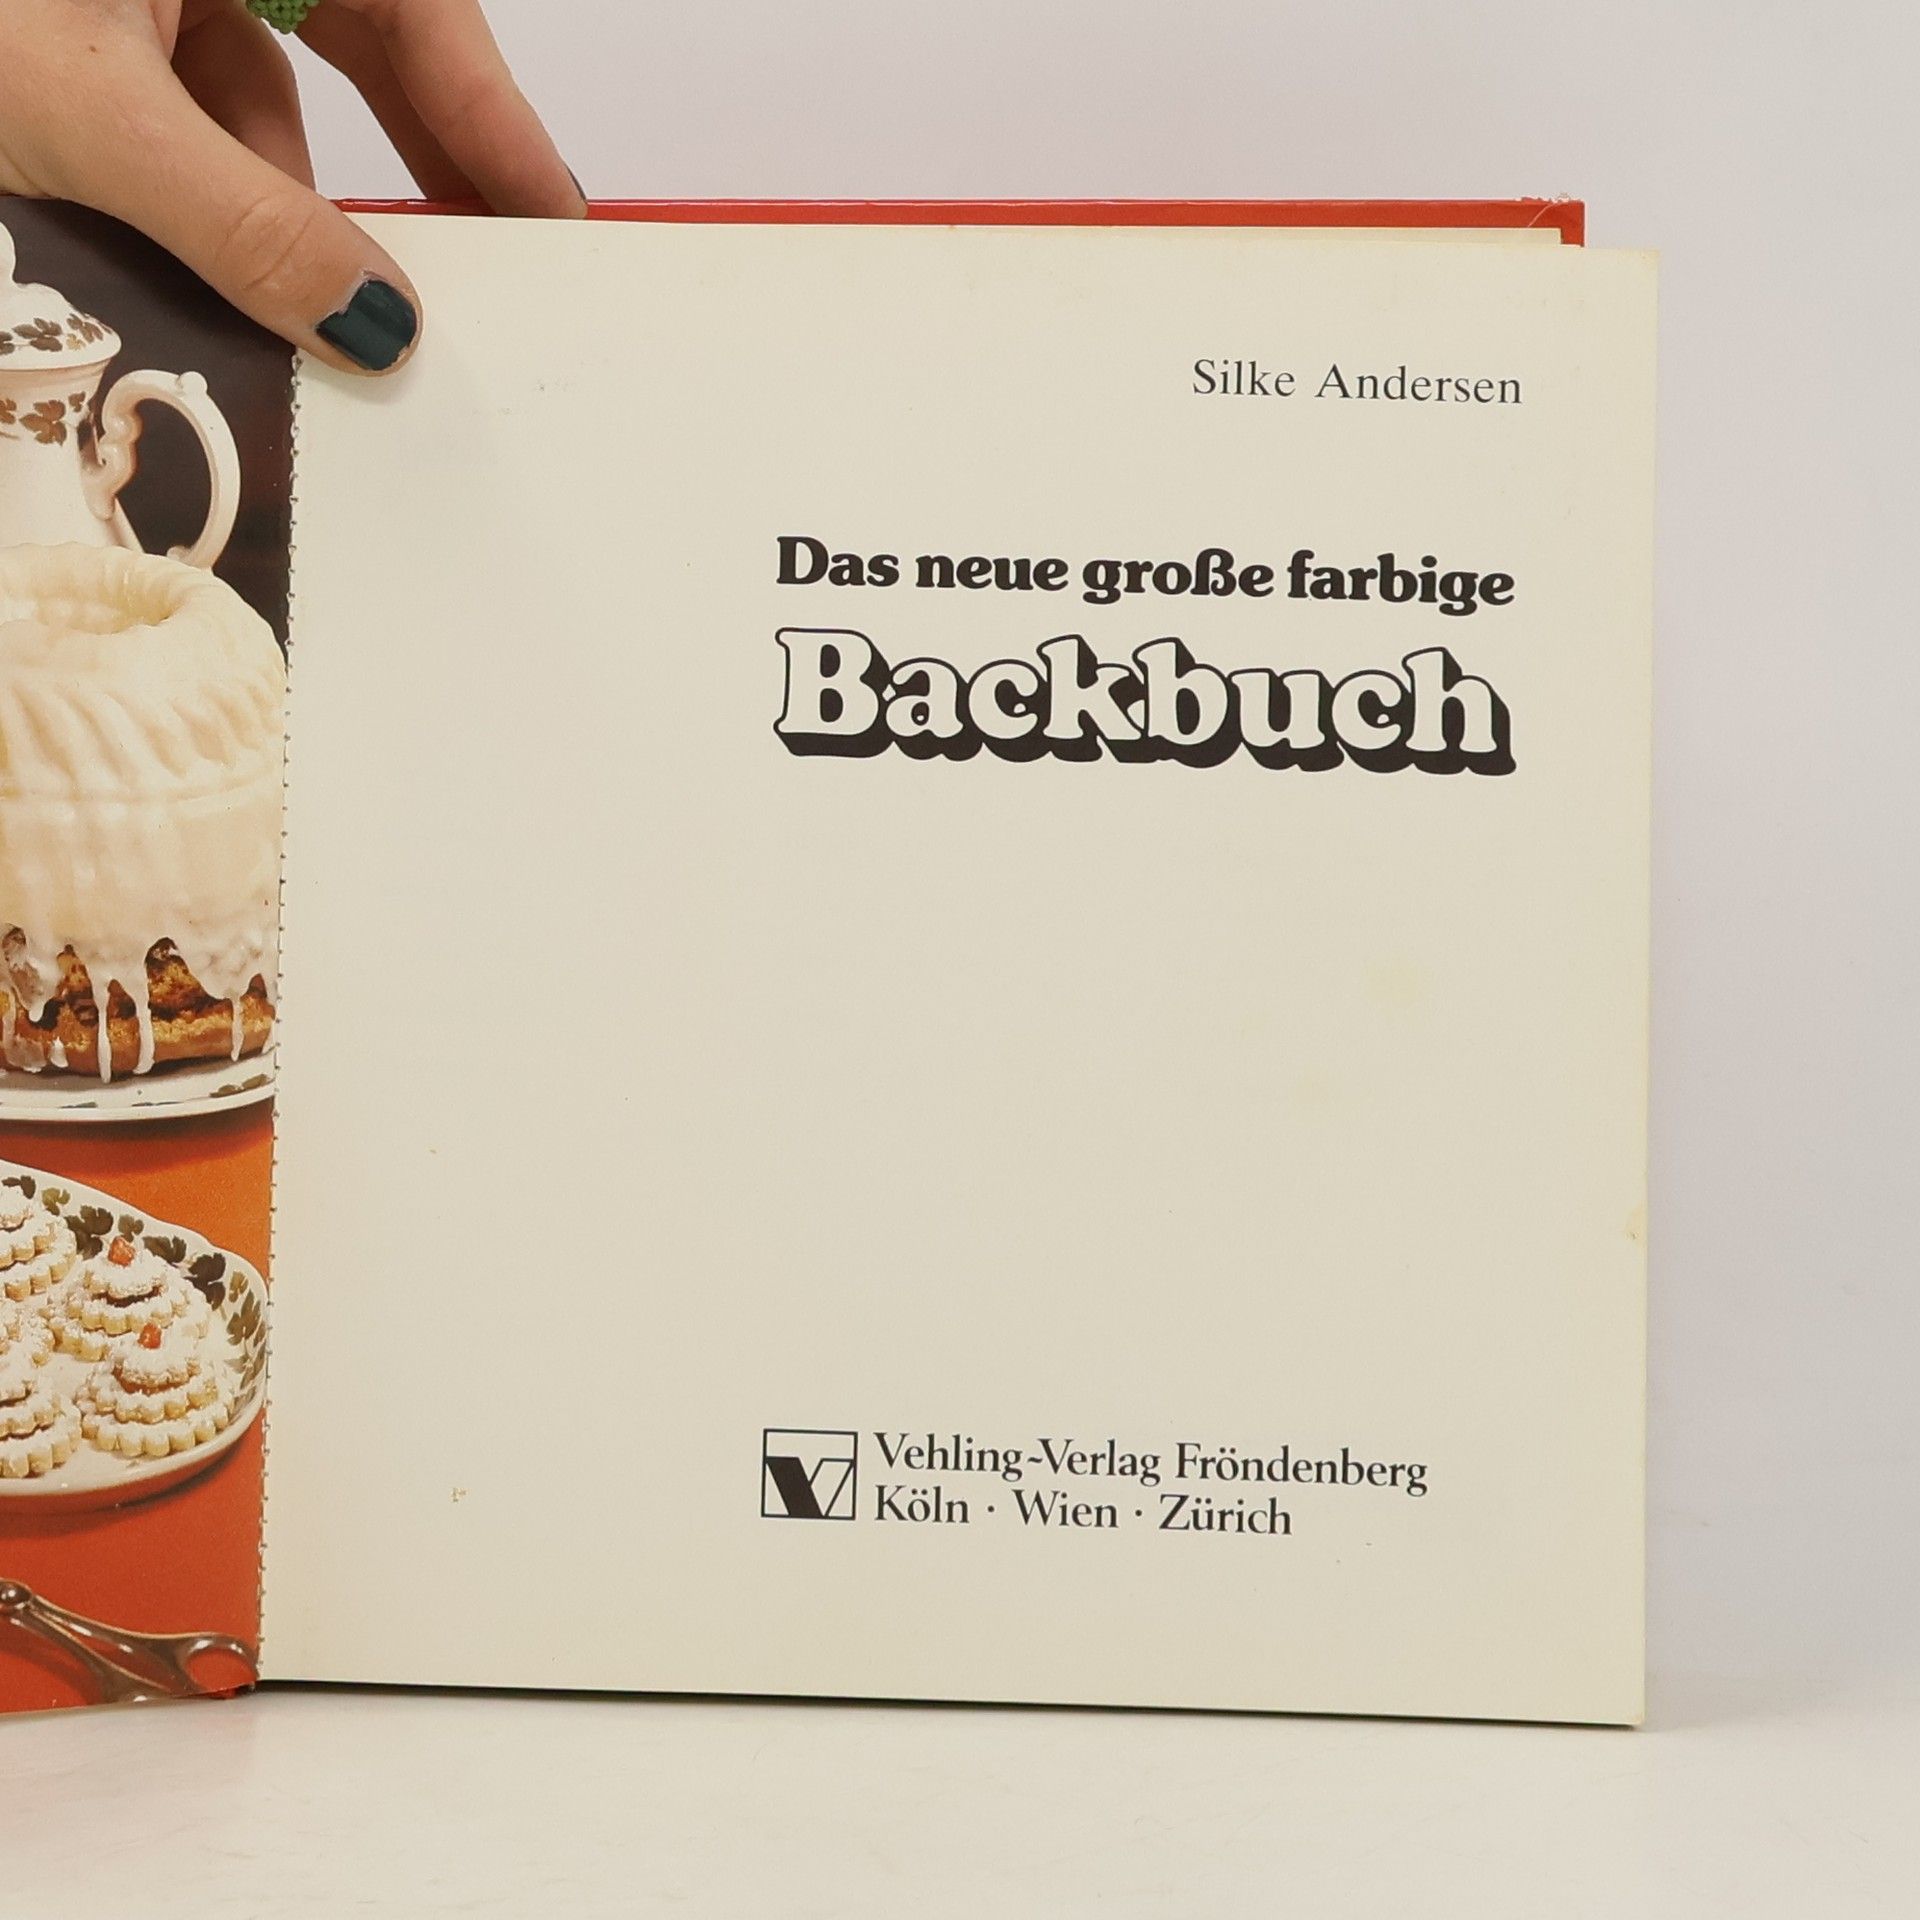 Silke Andersen
Das neue große farbige
Backbuch
Vehling-Verlag Fröndenberg
Köln · Wien · Zürich